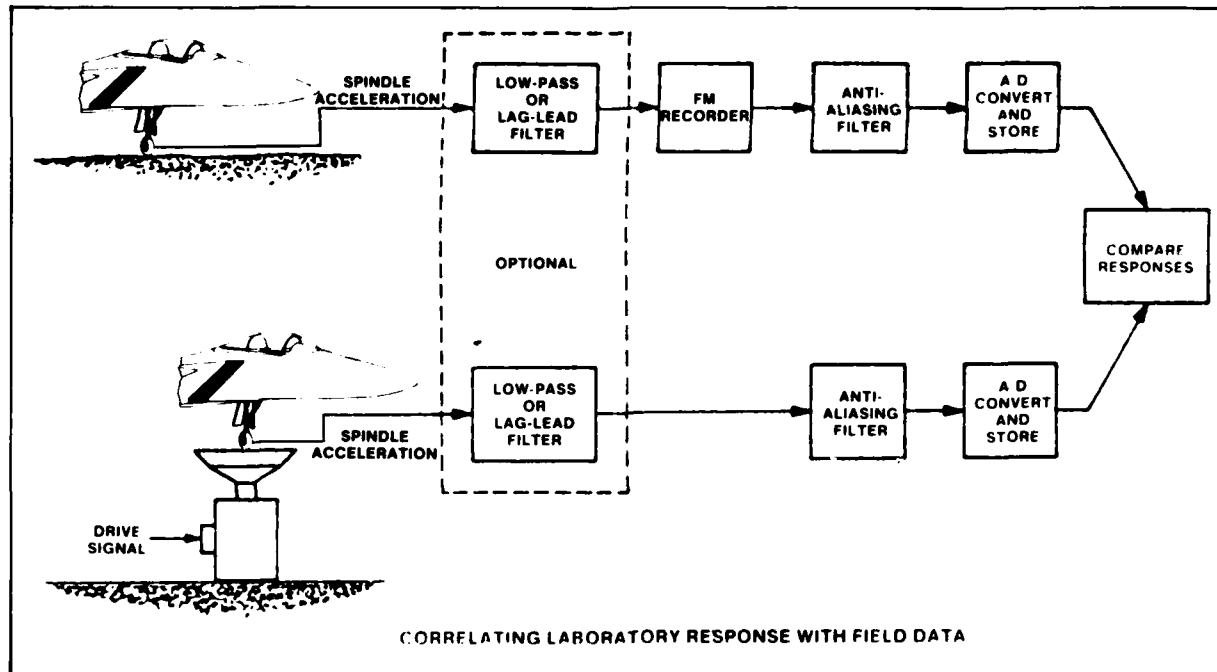 SPINDLE
ACCELERATION
LOW-PASS
OR
LAG-LEAD
FILTER
FM
RECORDER
ANTI-
ALIASING
FILTER
A D
CONVERT
AND
STORE
OPTIONAL
COMPARE
RESPONSES
SPINDLE
ACCELERATION
LOW-PASS
OR
LAG-LEAD
FILTER
ANTI-
ALIASING
FILTER
A D
CONVERT
AND
STORE
DRIVE
SIGNAL
CORRELATING LABORATORY RESPONSE WITH FIELD DATA